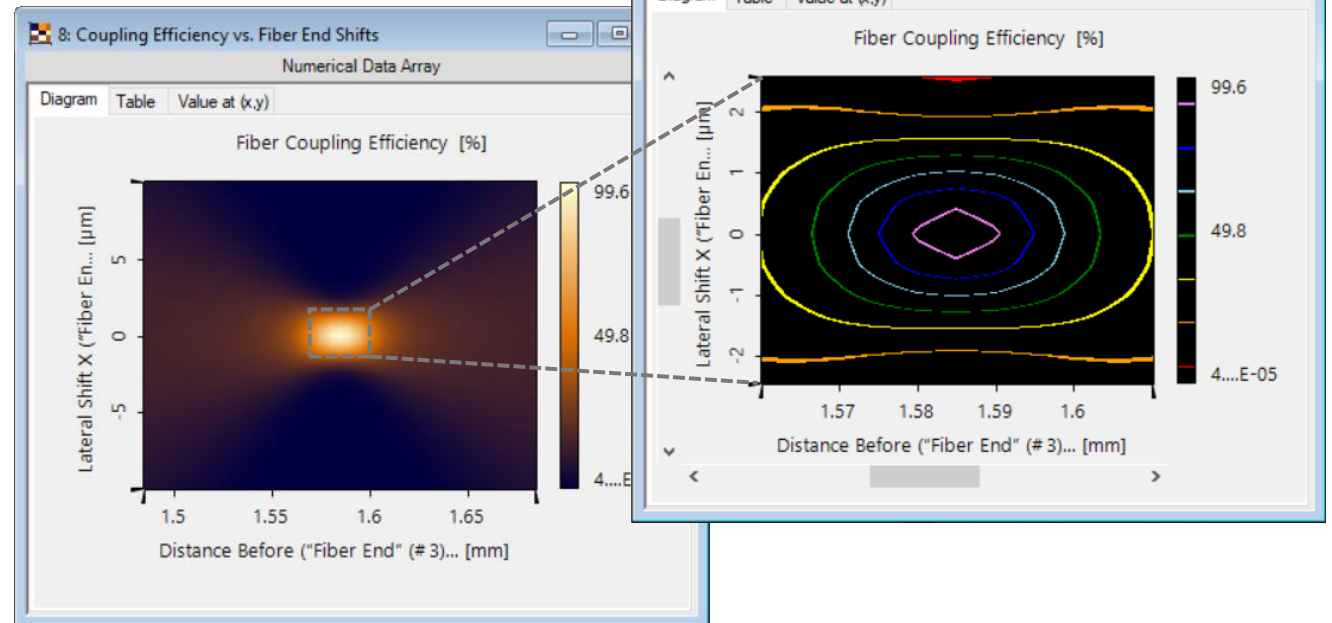 8: Coupling Efficiency vs. Fiber End Shifts
Numerical Data Array
Diagram Table Value at (x,y)
Fiber Coupling Efficiency [%]
Lateral Shift X ("Fiber En... [µm]
5
0
-5
1.5 1.55 1.6 1.65
Distance Before ("Fiber End" (# 3)... [mm]
99.6
49.8
4....E
Diagram Table Value at (x,y)
Fiber Coupling Efficiency [%]
Lateral Shift X ("Fiber En... [µm]
2
1
0
-1
-2
1.57 1.58 1.59 1.6
Distance Before ("Fiber End" (# 3)... [mm]
99.6
49.8
4....E-05